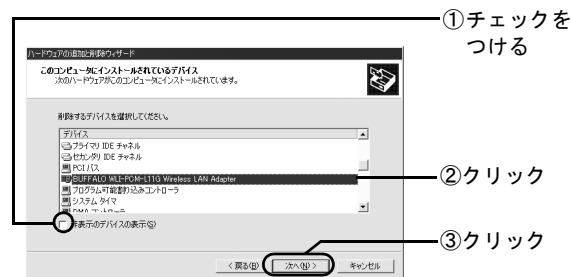 ①チェックを
つける
ハードウェアの追加と削除ウィザード
このコンピュータにインストールされているデバイス
次のハードウェアがこのコンピュータにインストールされています。
削除するデバイスを選択してください。
デバイス
プライマリ IDE チャネル
セカンダリ IDE チャネル
PCI バス
BUFFALO WLI-PCM-L11G Wireless LAN Adapter
②クリック
プログラム可能割り込みコントローラ
システム タイマ
DMA コントローラ
非表示のデバイスの表示(S)
③クリック
< 戻る(B)
次へ(N) >
キャンセル